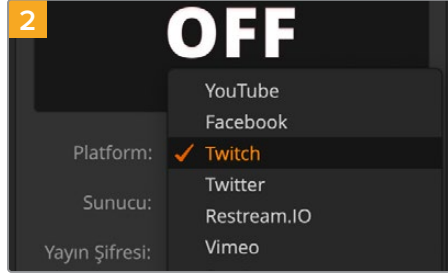 2
OFF
YouTube
Facebook
Platform: ✓ Twitch
Twitter
Sunucu:
Restream.IO
Yayın Şifresi: Vimeo